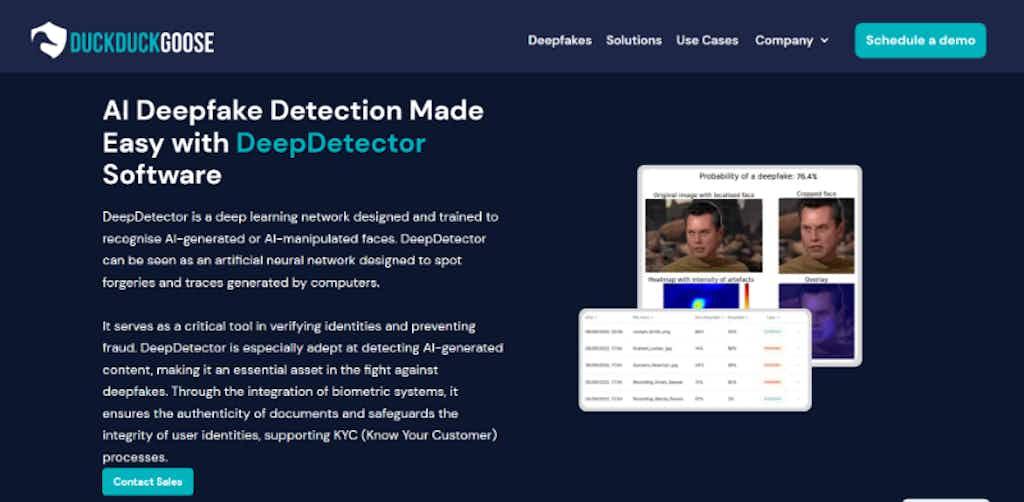 DUCKDUCKGOOSE
Deepfakes Solutions Use Cases Company Schedule a demo
AI Deepfake Detection Made
Easy with DeepDetector
Software
DeepDetector is a deep learning network designed and trained to
recognise AI-generated or AI-manipulated faces. DeepDetector
can be seen as an artificial neural network designed to spot
forgeries and traces generated by computers.
It serves as a critical tool in verifying identities and preventing
fraud. DeepDetector is especially adept at detecting AI-generated
content, making it an essential asset in the fight against
deepfakes. Through the integration of biometric systems, it
ensures the authenticity of documents and safeguards the
integrity of user identities, supporting KYC (Know Your Customer)
processes.
Contact Sales
Probability of a deepfake: 76.4%
Original image with localised face
Cropped face
Heatmap with intensity of artefacts
Overlay